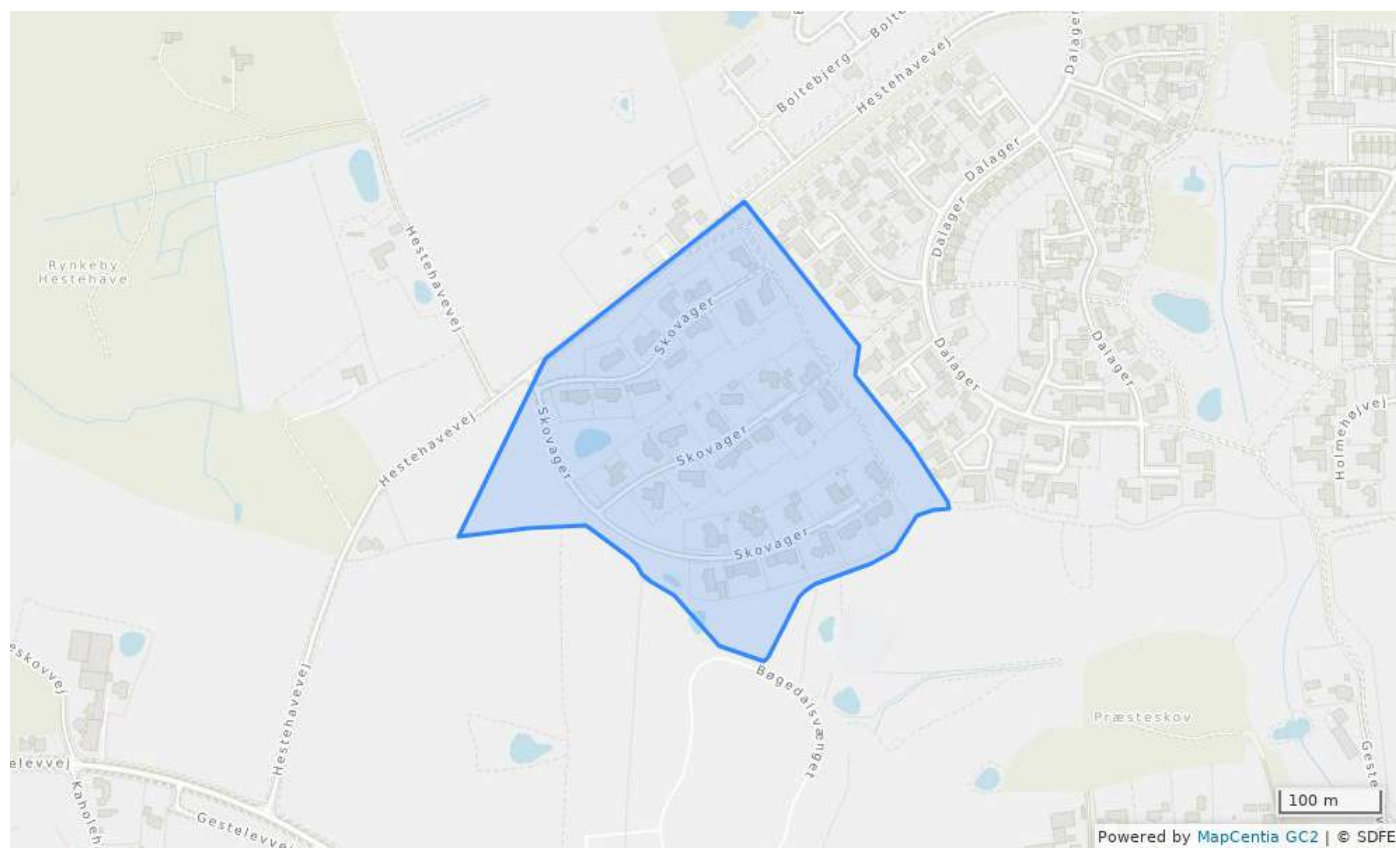 Boltebjerg
Hestehavevej
Dalager
Boltebjerg
Dalager
Dalager
Rynkeby
Hestehave
Hestehavevej
Skovager
Dalager
Dalager
Hestehavevej
Skovager
Skovager
Holmehøjvej
Skovager
Hestehavevej
Bøgedalsvænget
Præsteskov
Gestelevvej
100 m
Powered by MapCentia GC2 | © SDFE